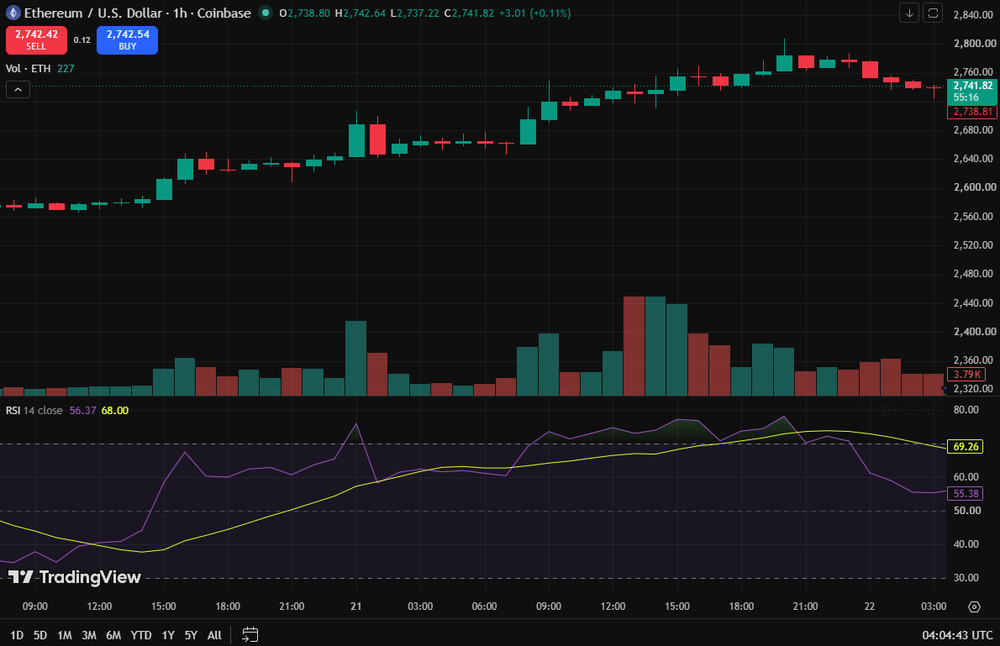 Ethereum / U.S. Dollar · 1h · Coinbase O2,738.80 H2,742.64 L2,737.22 C2,741.82 +3.01 (+0.11%)
2,742.42
SELL
0.12
2,742.54
BUY
Vol · ETH 227
2,840.00
2,800.00
2,760.00
2,741.82
55:16
2,738.81
2,680.00
2,640.00
2,600.00
2,560.00
2,520.00
2,480.00
2,440.00
2,400.00
2,360.00
3.79K
2,320.00
RSI 14 close 56.37 68.00
80.00
69.26
60.00
55.38
50.00
40.00
30.00
TradingView
09:00 12:00 15:00 18:00 21:00 21 03:00 06:00 09:00 12:00 15:00 18:00 21:00 22 03:00
1D 5D 1M 3M 6M YTD 1Y 5Y All 04:04:43 UTC